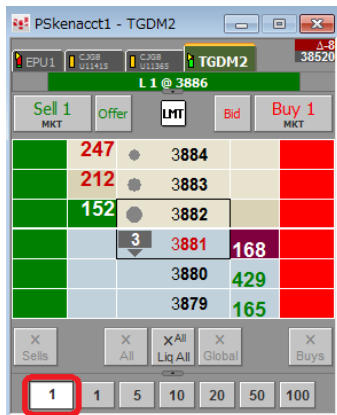 PSkenacct1 - TGDM2
EPU1 CJGB U11415 CJGB U11365 TGDM2 Δ-8 38520
L 1 @ 3886
Sell 1 MKT Offer LMT Bid Buy 1 MKT
247 3884
212 3883
152 3882
3 3881 168
3880 429
3879 165
X Sells X All X All Liq All X Global X Buys
1 1 5 10 20 50 100